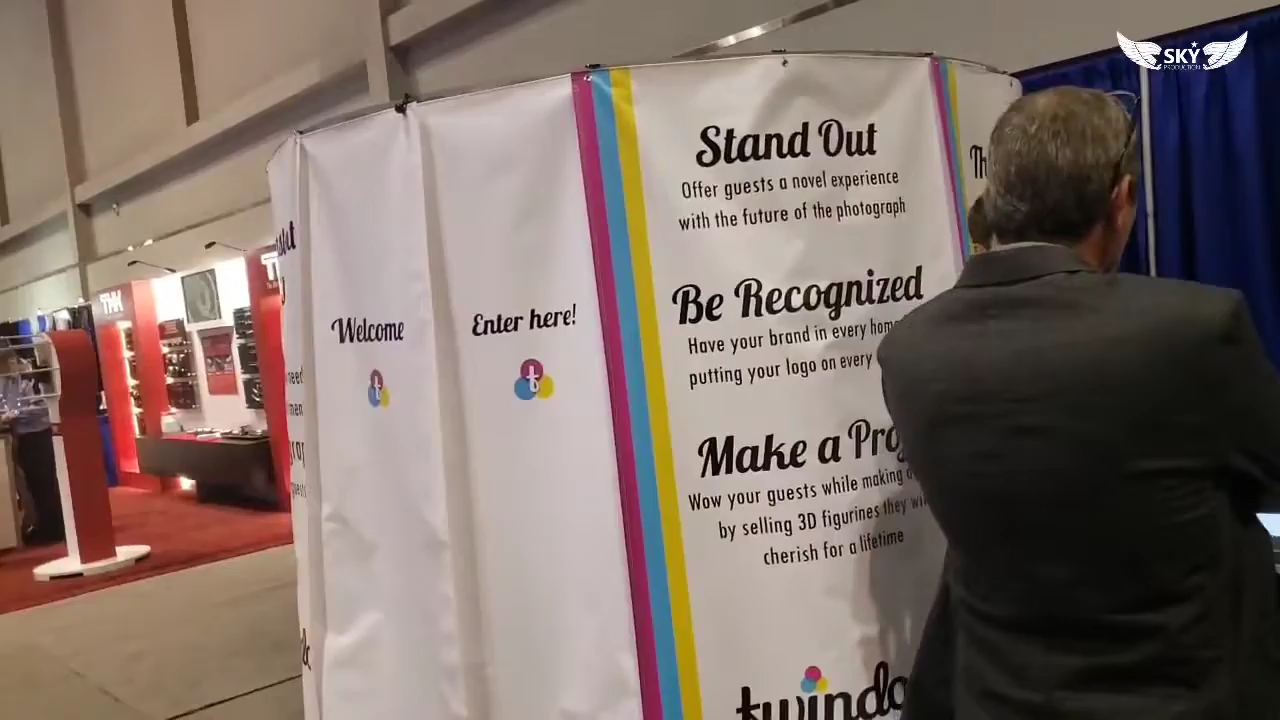 SKY
PRODUCTION
THK
Welcome
t
Enter here!
t
Stand Out
Offer guests a novel experience
with the future of the photograph
Be Recognized
Have your brand in every
putting your logo on every
Make a
Wow your guests while making
by selling 3D figurines they
cherish for a lifetime